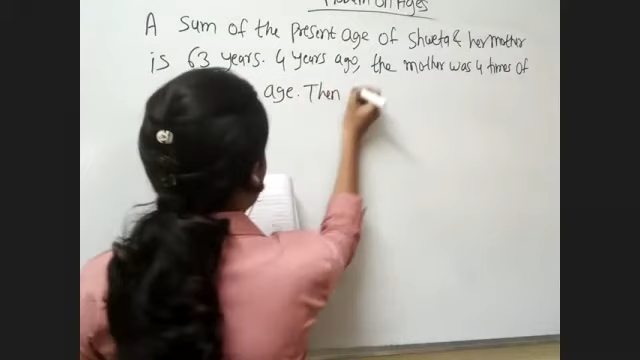 Problem on Ages
A Sum of the present age of Shweta & her mother
is 63 years. 4 years ago, the mother was 4 times of
age. Then